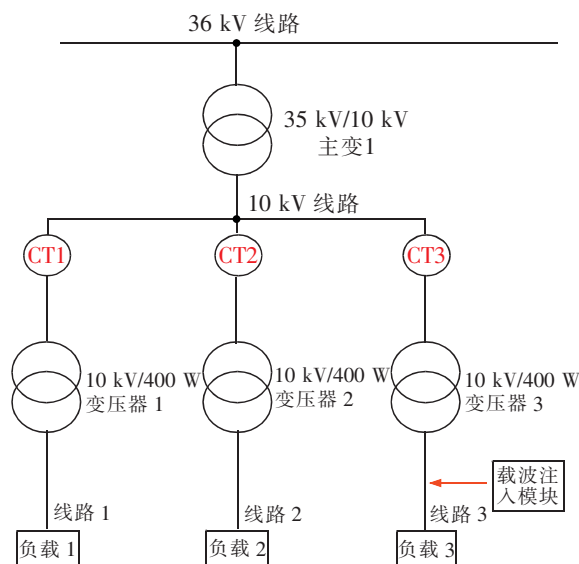 36 kV 线路
35 kV/10 kV
主变1
10 kV 线路
CT1
CT2
CT3
10 kV/400 W
变压器 1
10 kV/400 W
变压器 2
10 kV/400 W
变压器 3
载波注
入模块
线路 1
线路 2
线路 3
负载 1
负载 2
负载 3